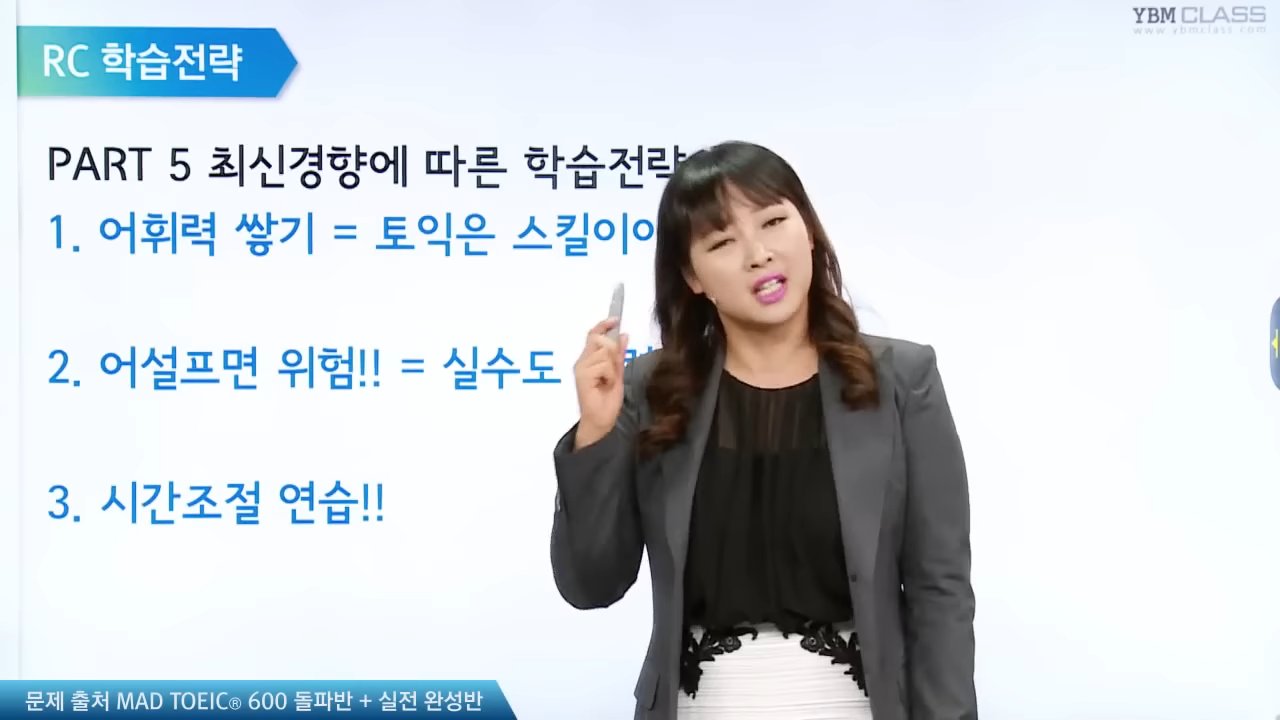 YBM CLASS
www.ybmclass.com
RC 학습전략
PART 5 최신경향에 따른 학습전략
1. 어휘력 쌓기 = 토익은 스킬이
2. 어설프면 위험!! = 실수도
3. 시간조절 연습!!
문제 출처 MAD TOEIC® 600 돌파반 + 실전 완성반